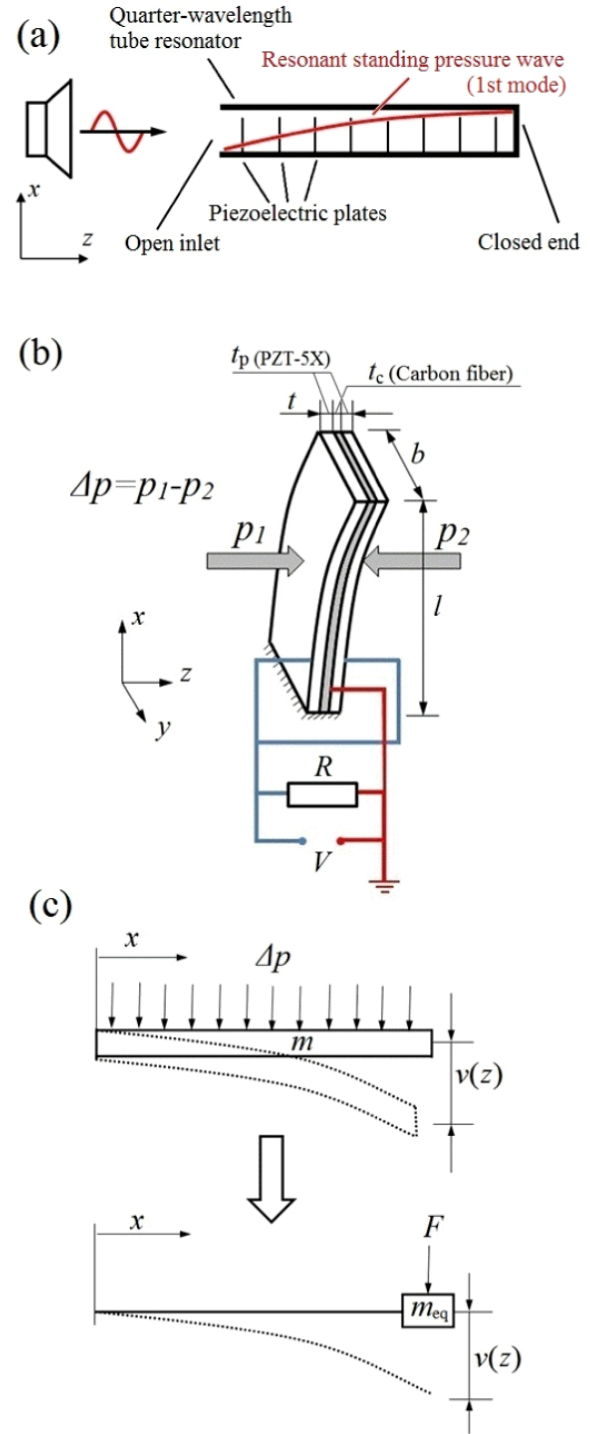 (a)
Quarter-wavelength
tube resonator
Resonant standing pressure wave
(1st mode)
x
z
Piezoelectric plates
Open inlet
Closed end
(b)
tp (PZT-5X)
tc (Carbon fiber)
t
b
Δp=p1-p2
p1
p2
l
x
z
y
R
V
(c)
x
Δp
m
v(z)
x
F
meq
v(z)